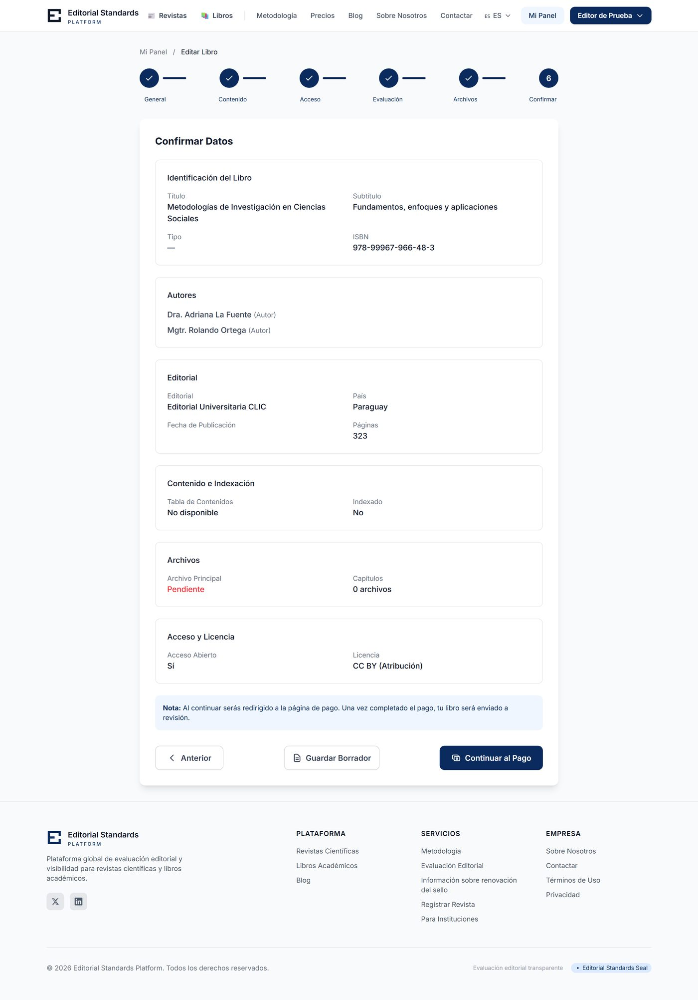 Editorial Standards
PLATFORM
Revistas
Libros
Metodología
Precios
Blog
Sobre Nosotros
Contactar
ES ES
Mi Panel
Editor de Prueba
Mi Panel / Editar Libro
6
General
Contenido
Acceso
Evaluación
Archivos
Confirmar
Confirmar Datos
Identificación del Libro
Título
Metodologías de Investigación en Ciencias
Sociales
Subtítulo
Fundamentos, enfoques y aplicaciones
Tipo
—
ISBN
978-99967-966-48-3
Autores
Dra. Adriana La Fuente (Autor)
Mgtr. Rolando Ortega (Autor)
Editorial
Editorial
Editorial Universitaria CLIC
País
Paraguay
Fecha de Publicación
Páginas
323
Contenido e Indexación
Tabla de Contenidos
No disponible
Indexado
No
Archivos
Archivo Principal
Pendiente
Capítulos
0 archivos
Acceso y Licencia
Acceso Abierto
Sí
Licencia
CC BY (Atribución)
Nota: Al continuar serás redirigido a la página de pago. Una vez completado el pago, tu libro será enviado a
revisión.
Anterior
Guardar Borrador
Continuar al Pago
Editorial Standards
PLATFORM
Plataforma global de evaluación editorial y
visibilidad para revistas científicas y libros
académicos.
PLATAFORMA
Revistas Científicas
Libros Académicos
Blog
SERVICIOS
Metodología
Evaluación Editorial
Información sobre renovación
del sello
Registrar Revista
Para Instituciones
EMPRESA
Sobre Nosotros
Contactar
Términos de Uso
Privacidad
© 2026 Editorial Standards Platform. Todos los derechos reservados.
Evaluación editorial transparente
• Editorial Standards Seal